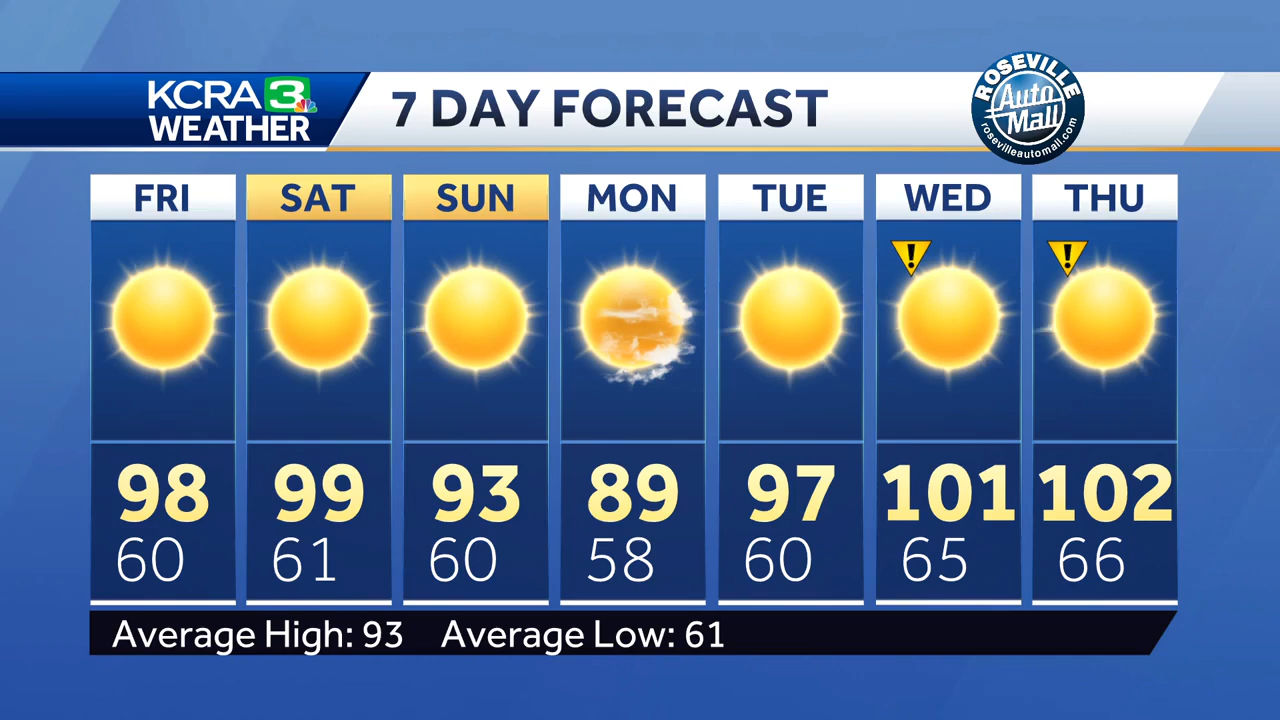 KCRA 3
WEATHER
7 DAY FORECAST
ROSEVILLE
Auto
Mall
rosevilleautomall.com
FRI SAT SUN MON TUE WED THU
! !
98 99 93 89 97 101 102
60 61 60 58 60 65 66
Average High: 93 Average Low: 61